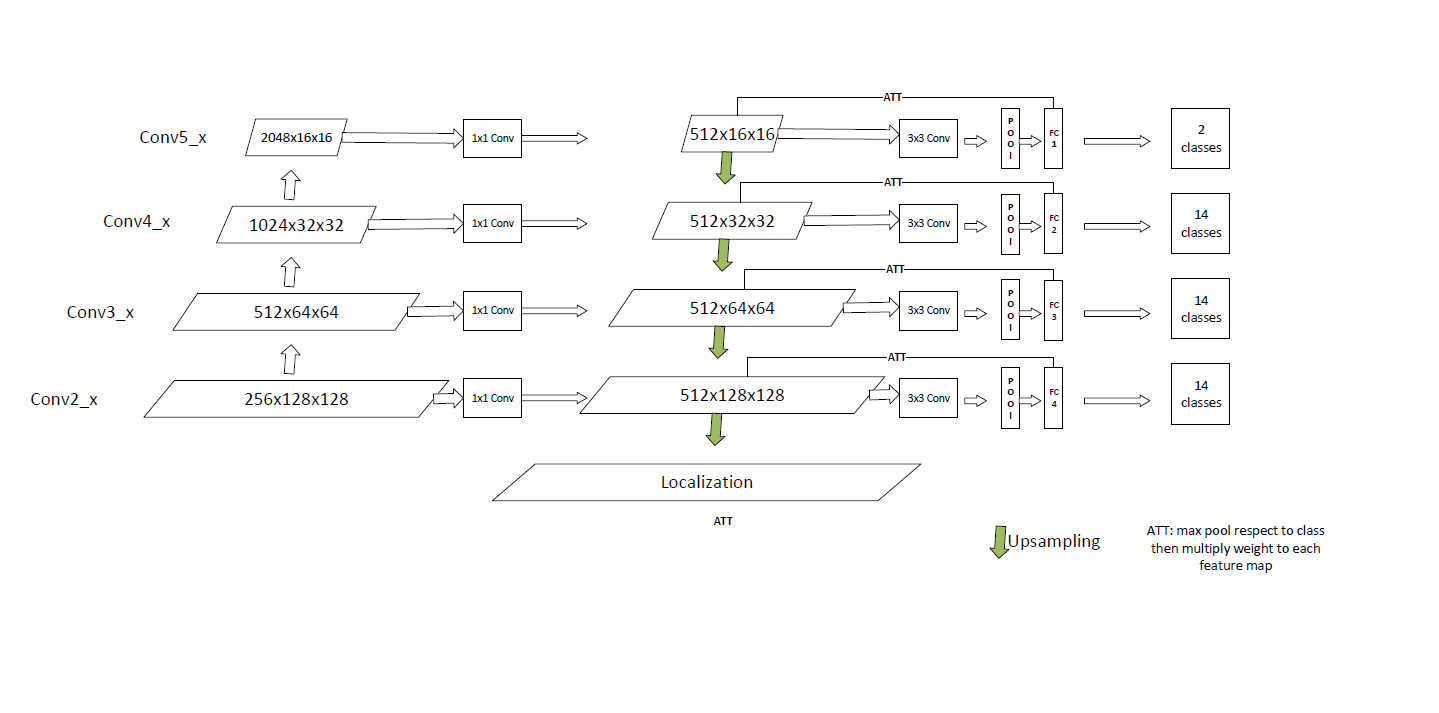 ATT
Conv5_x
2048x16x16
1x1 Conv
512x16x16
3x3 Conv
P
O
O
l
FC
1
2
classes
ATT
Conv4_x
1024x32x32
1x1 Conv
512x32x32
3x3 Conv
P
O
O
l
FC
2
14
classes
ATT
Conv3_x
512x64x64
1x1 Conv
512x64x64
3x3 Conv
P
O
O
l
FC
3
14
classes
ATT
Conv2_x
256x128x128
1x1 Conv
512x128x128
3x3 Conv
P
O
O
l
FC
4
14
classes
Localization
ATT
Upsampling
ATT: max pool respect to class
then multiply weight to each
feature map